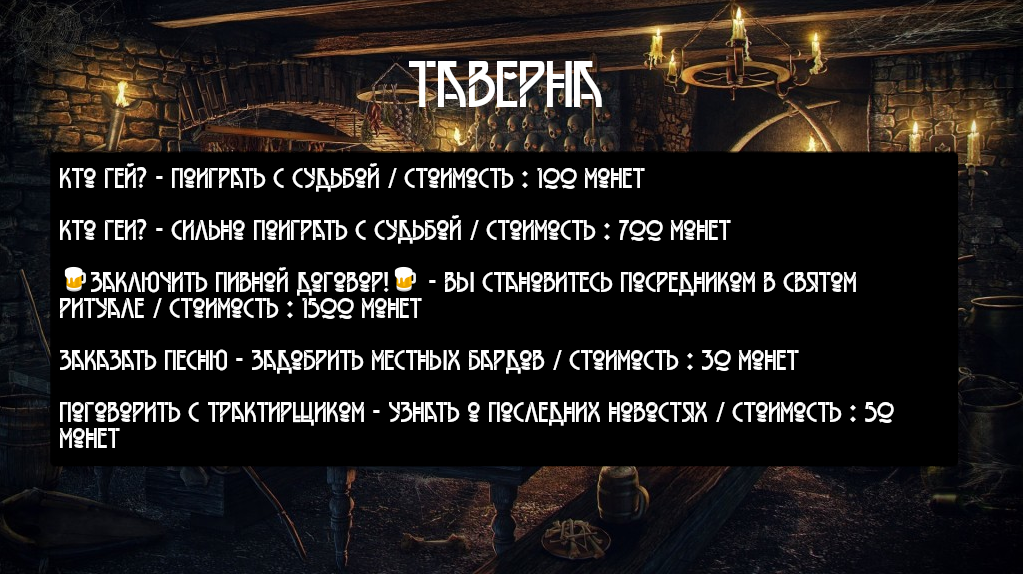 ТАВЕРНА
КТО ГЕЙ? - ПОИГРАТЬ С СУДЬБОЙ / СТОИМОСТЬ : 100 МОНЕТ
КТО ГЕИ? - СИЛЬНО ПОИГРАТЬ С СУДЬБОЙ / СТОИМОСТЬ : 700 МОНЕТ
🍺ЗАКЛЮЧИТЬ ПИВНОЙ ДОГОВОР!🍺 - ВЫ СТАНОВИТЕСЬ ПОСРЕДНИКОМ В СВЯТОМ
РИТУАЛЕ / СТОИМОСТЬ : 1500 МОНЕТ
ЗАКАЗАТЬ ПЕСНЮ - ЗАДОБРИТЬ МЕСТНЫХ БАРДОВ / СТОИМОСТЬ : 30 МОНЕТ
ПОГОВОРИТЬ С ТРАКТИРЩИКОМ - УЗНАТЬ О ПОСЛЕДНИХ НОВОСТЯХ / СТОИМОСТЬ : 50
МОНЕТ